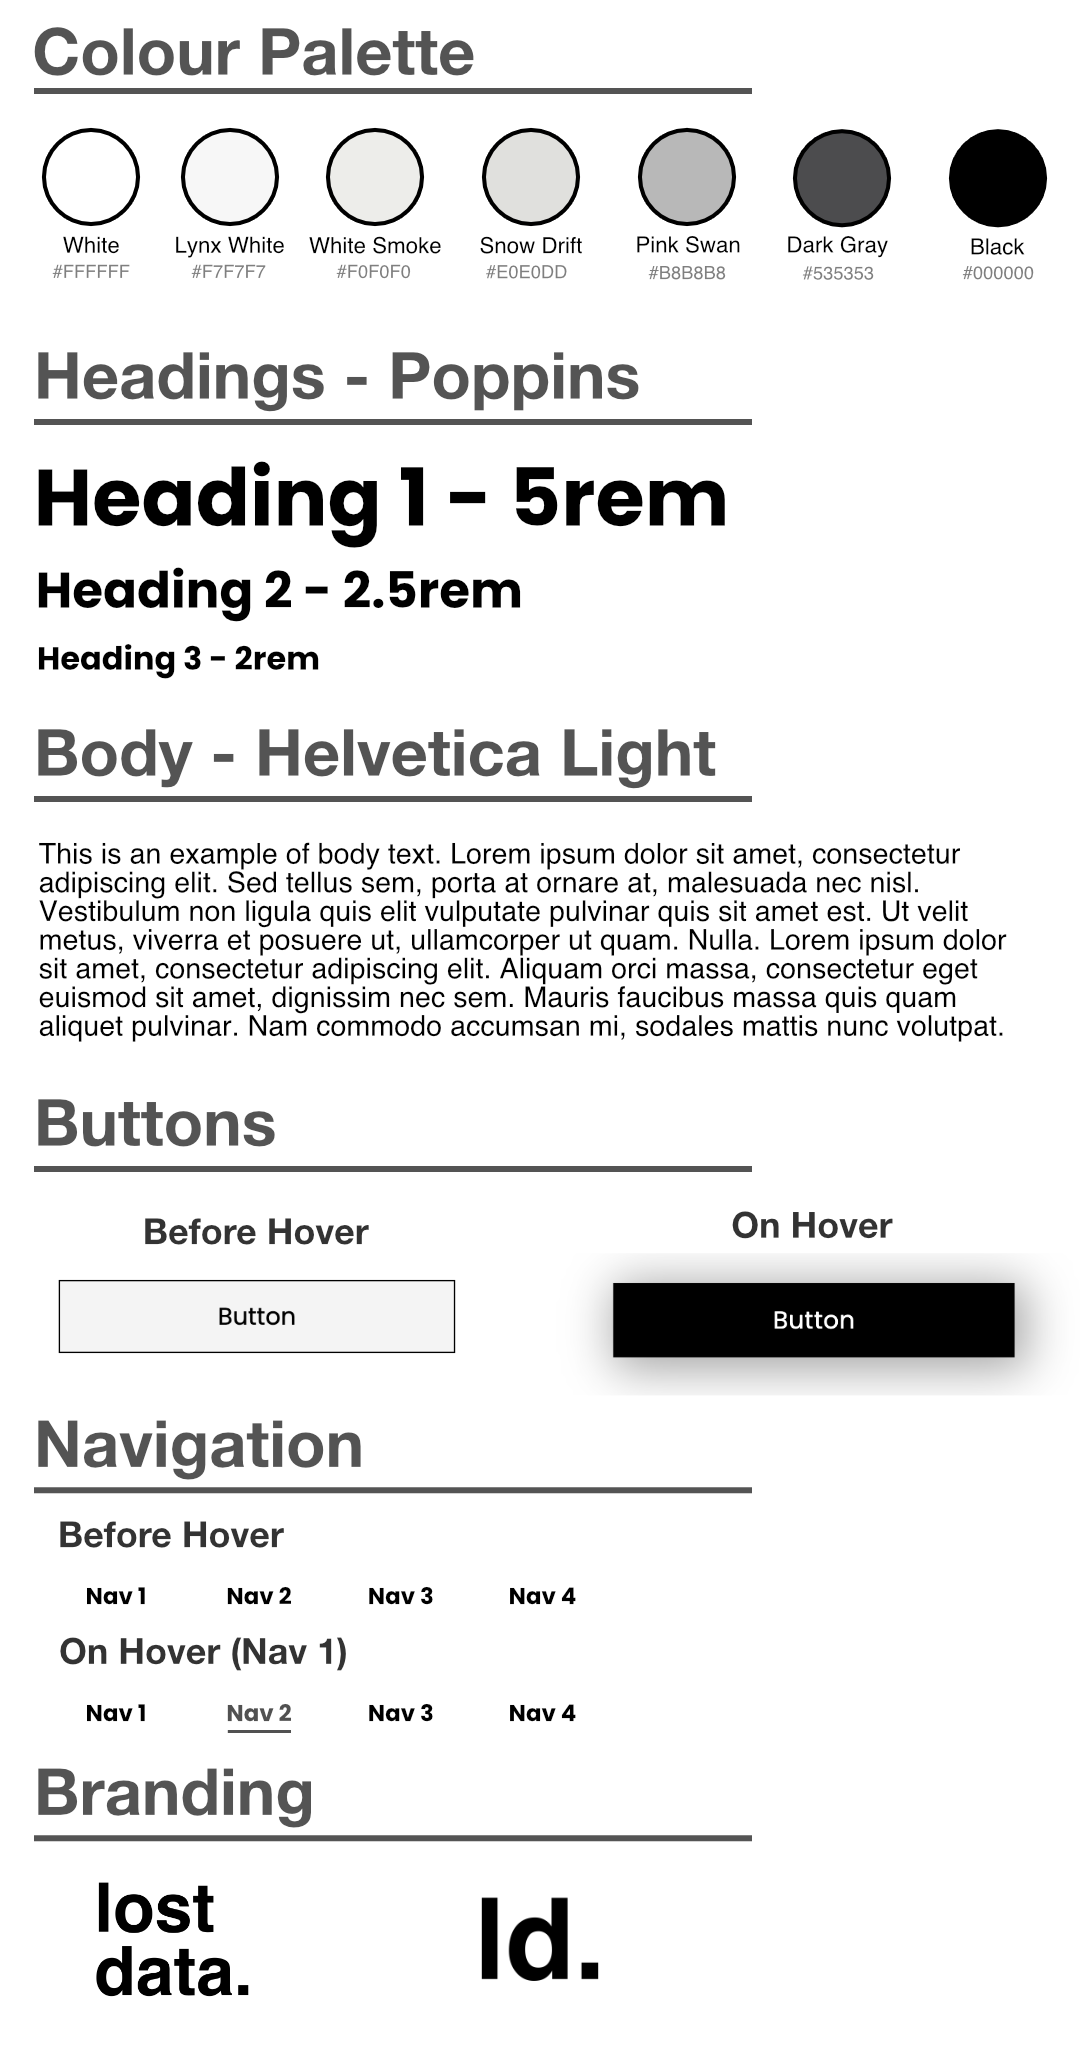 Colour Palette
White Lynx White White Smoke Snow Drift Pink Swan Dark Gray Black
#FFFFFF #F7F7F7 #F0F0F0 #E0E0DD #B8B8B8 #535353 #000000
Headings - Poppins
Heading 1 - 5rem
Heading 2 - 2.5rem
Heading 3 - 2rem
Body - Helvetica Light
This is an example of body text. Lorem ipsum dolor sit amet, consectetur
adipiscing elit. Sed tellus sem, porta at ornare at, malesuada nec nisl.
Vestibulum non ligula quis elit vulputate pulvinar quis sit amet est. Ut velit
metus, viverra et posuere ut, ullamcorper ut quam. Nulla. Lorem ipsum dolor
sit amet, consectetur adipiscing elit. Aliquam orci massa, consectetur eget
euismod sit amet, dignissim nec sem. Mauris faucibus massa quis quam
aliquet pulvinar. Nam commodo accumsan mi, sodales mattis nunc volutpat.
Buttons
Before Hover On Hover
Button Button
Navigation
Before Hover
Nav 1 Nav 2 Nav 3 Nav 4
On Hover (Nav 1)
Nav 1 Nav 2 Nav 3 Nav 4
Branding
lost
data.
ld.